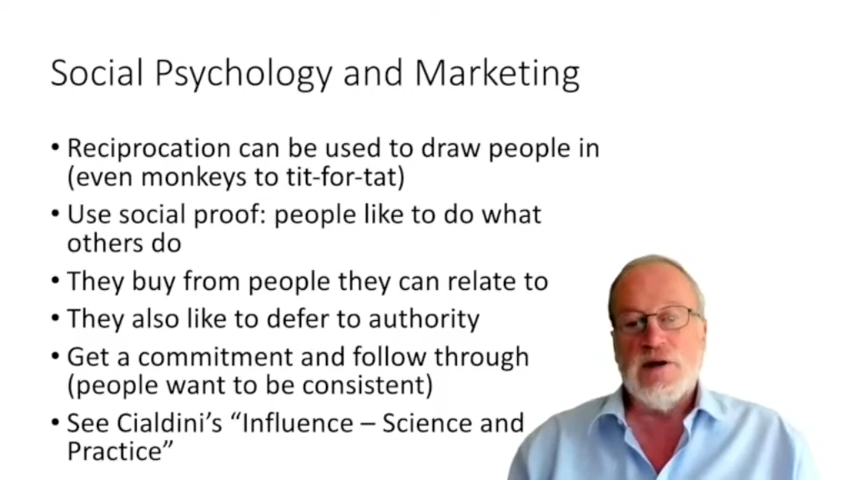 Social Psychology and Marketing
• Reciprocation can be used to draw people in
(even monkeys to tit-for-tat)
• Use social proof: people like to do what
others do
• They buy from people they can relate to
• They also like to defer to authority
• Get a commitment and follow through
(people want to be consistent)
• See Cialdini's "Influence – Science and
Practice"